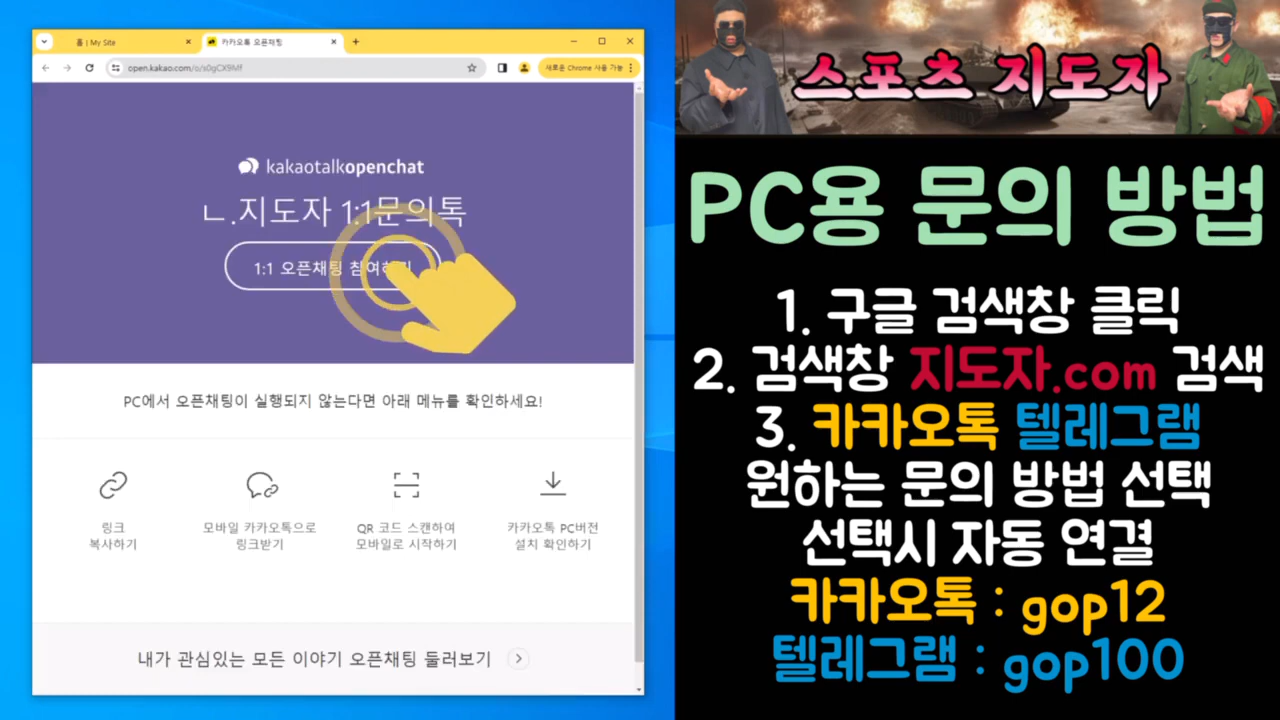 홈 | My Site
카카오톡 오픈채팅
open.kakao.com/o/s0gCX9Mf
새로운 Chrome 사용 가능
kakaotalkopenchat
ㄴ.지도자 1:1문의톡
1:1 오픈채팅 참여하기
PC에서 오픈채팅이 실행되지 않는다면 아래 메뉴를 확인하세요!
링크
복사하기
모바일 카카오톡으로
링크받기
QR 코드 스캔하여
모바일로 시작하기
카카오톡 PC버전
설치 확인하기
내가 관심있는 모든 이야기 오픈채팅 둘러보기
스포츠 지도자
PC용 문의 방법
1. 구글 검색창 클릭
2. 검색창 지도자.com 검색
3. 카카오톡 텔레그램
원하는 문의 방법 선택
선택시 자동 연결
카카오톡 : gop12
텔레그램 : gop100